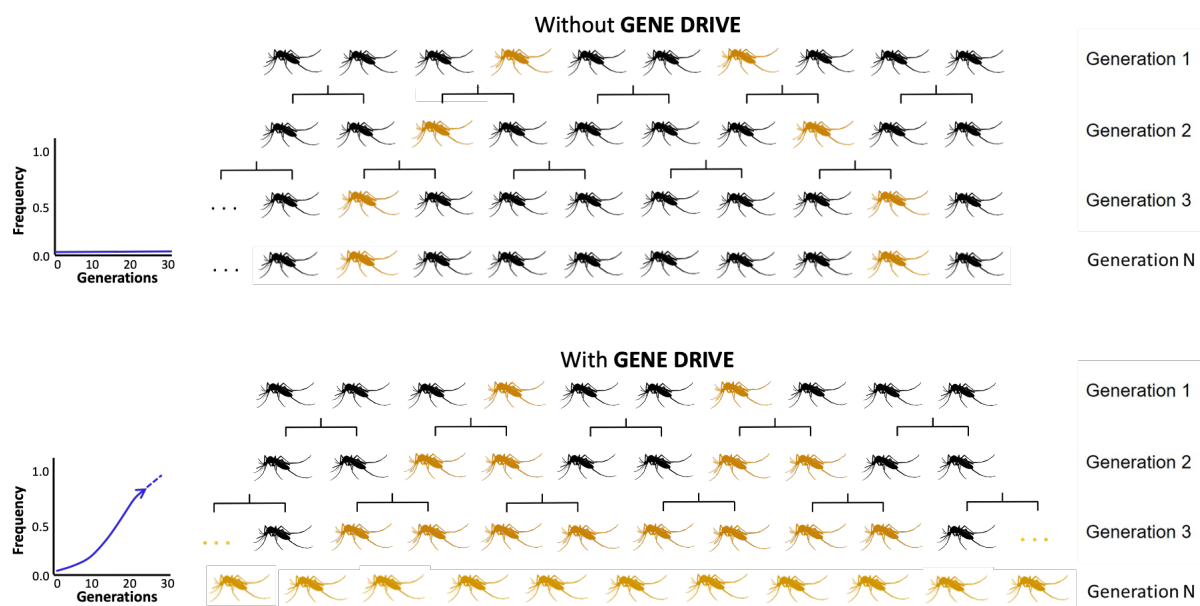 Without GENE DRIVE
Generation 1
Generation 2
Generation 3
Generation N
Frequency
1.0
0.5
0.0
0 10 20 30
Generations
...
...
With GENE DRIVE
Generation 1
Generation 2
Generation 3
Generation N
Frequency
1.0
0.5
0.0
0 10 20 30
Generations
...
...